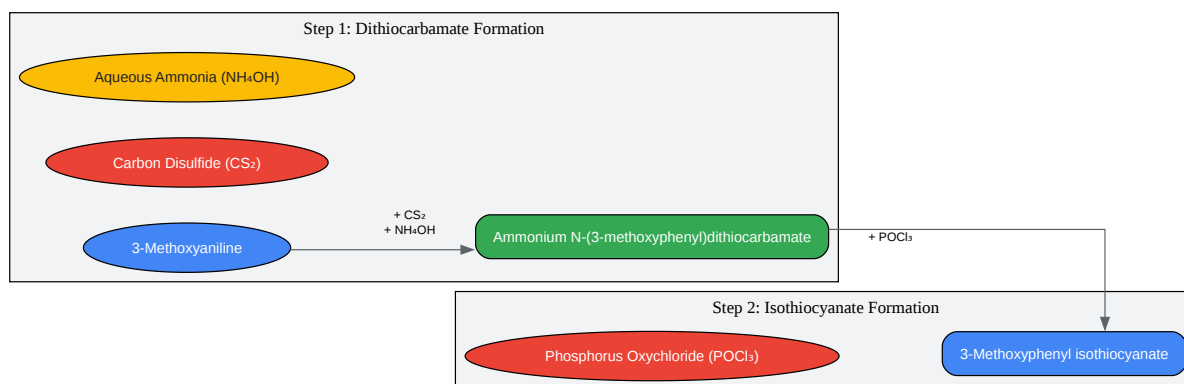 Step 1: Dithiocarbamate Formation
Aqueous Ammonia (NH₄OH)
Carbon Disulfide (CS₂)
3-Methoxyaniline
+ CS₂
+ NH₄OH
Ammonium N-(3-methoxyphenyl)dithiocarbamate
+ POCl₃
Step 2: Isothiocyanate Formation
Phosphorus Oxychloride (POCl₃)
3-Methoxyphenyl isothiocyanate